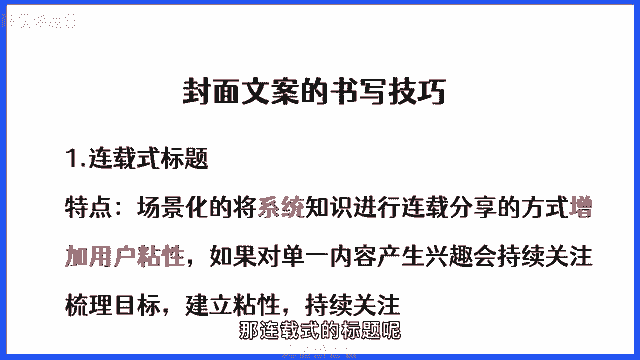 封面文案的书写技巧
1.连载式标题
特点：场景化的将系统知识进行连载分享的方式增
加用户粘性，如果对单一内容产生兴趣会持续关注
梳理目标，建立粘性，持续关注
那连载式的标题呢